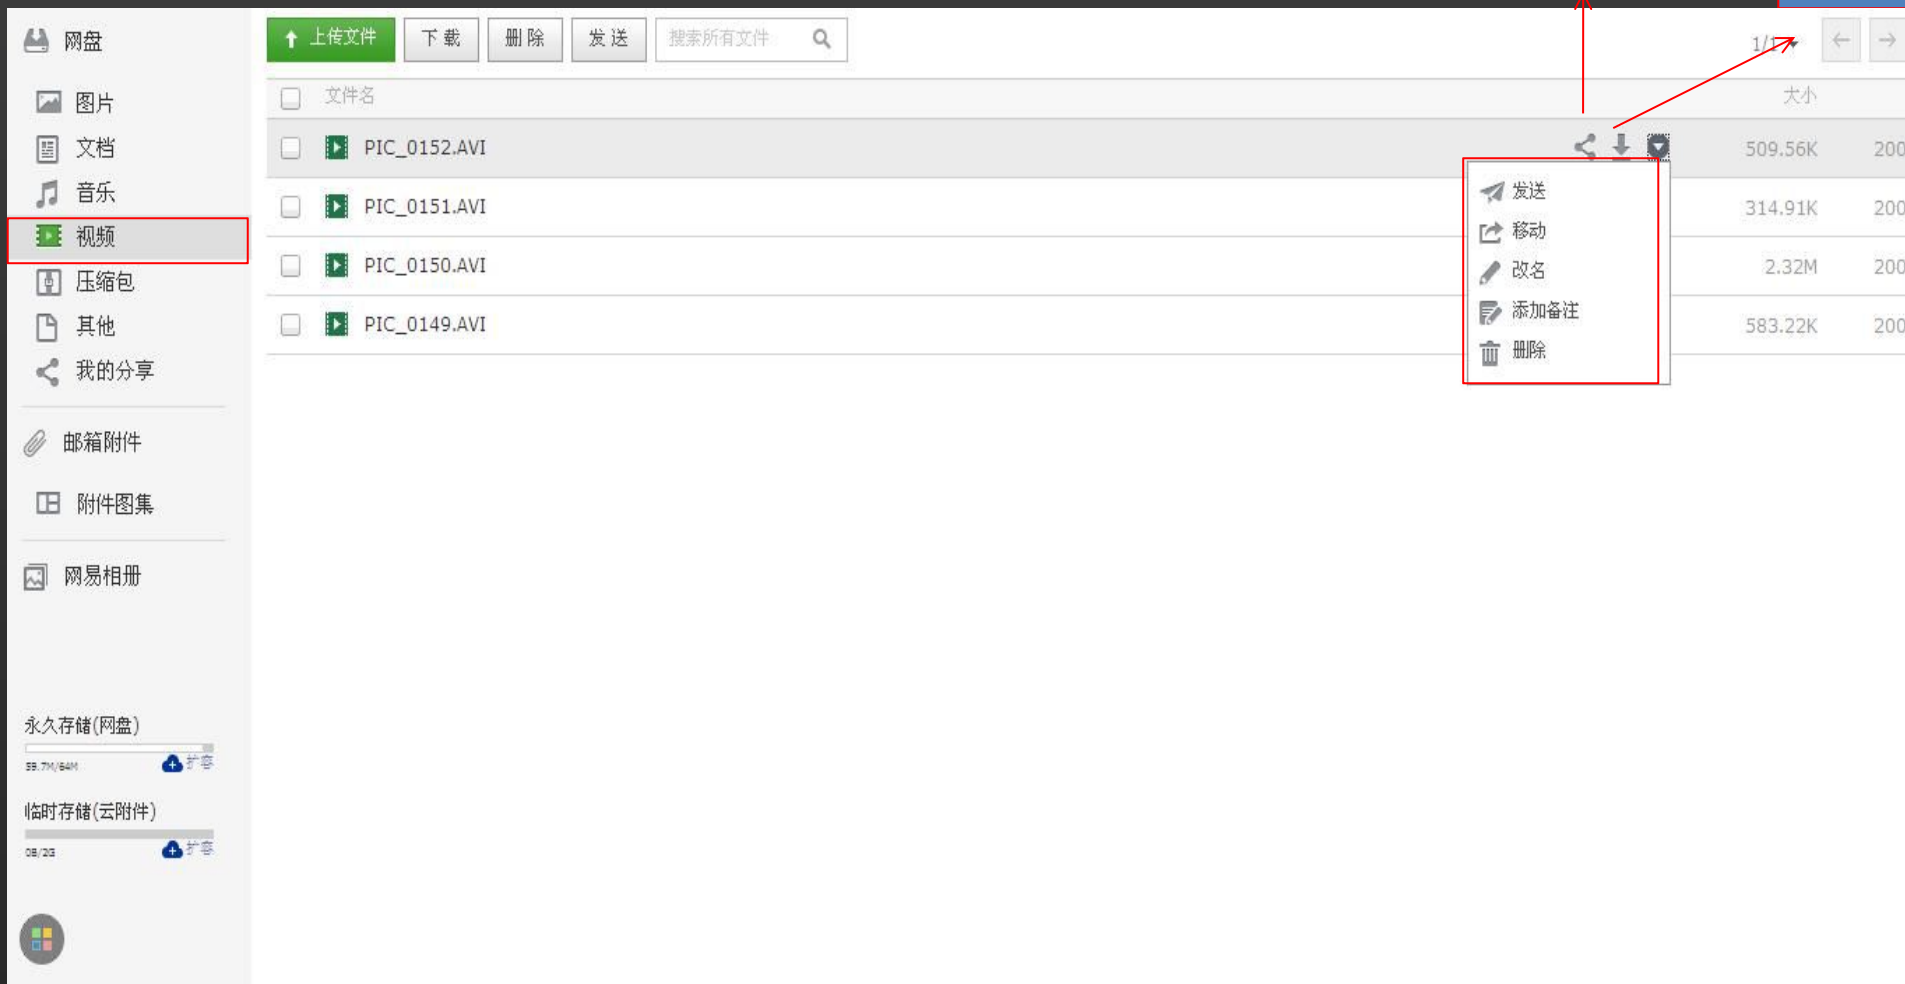 网盘
图片
文档
音乐
视频
压缩包
其他
我的分享
邮箱附件
附件图集
网易相册
永久存储(网盘)
59.7M/64M 扩容
临时存储(云附件)
0B/2G 扩容
上传文件 下载 删除 发送 搜索所有文件
文件名 大小
PIC_0152.AVI 509.56K 200
PIC_0151.AVI 314.91K 200
PIC_0150.AVI 2.32M 200
PIC_0149.AVI 583.22K 200
发送
移动
改名
添加备注
删除